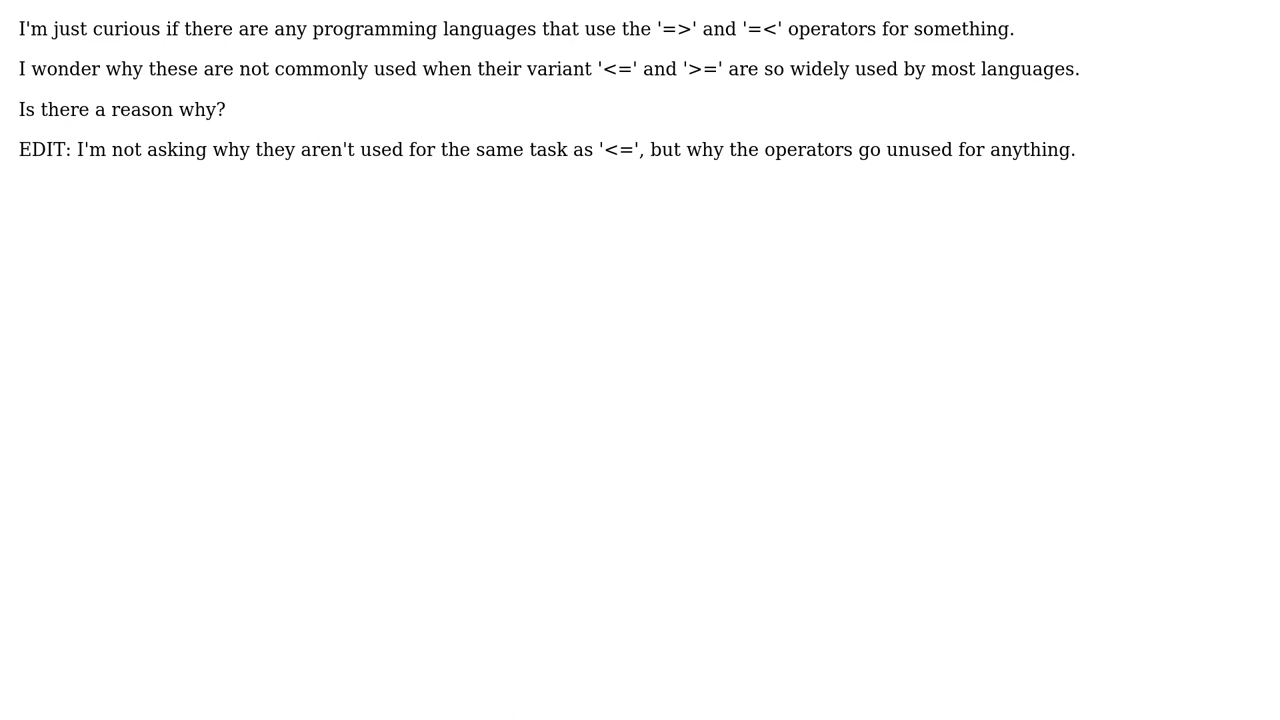 I'm just curious if there are any programming languages that use the '=>' and '=<' operators for something.
I wonder why these are not commonly used when their variant '<=' and '>=' are so widely used by most languages.
Is there a reason why?
EDIT: I'm not asking why they aren't used for the same task as '<=', but why the operators go unused for anything.